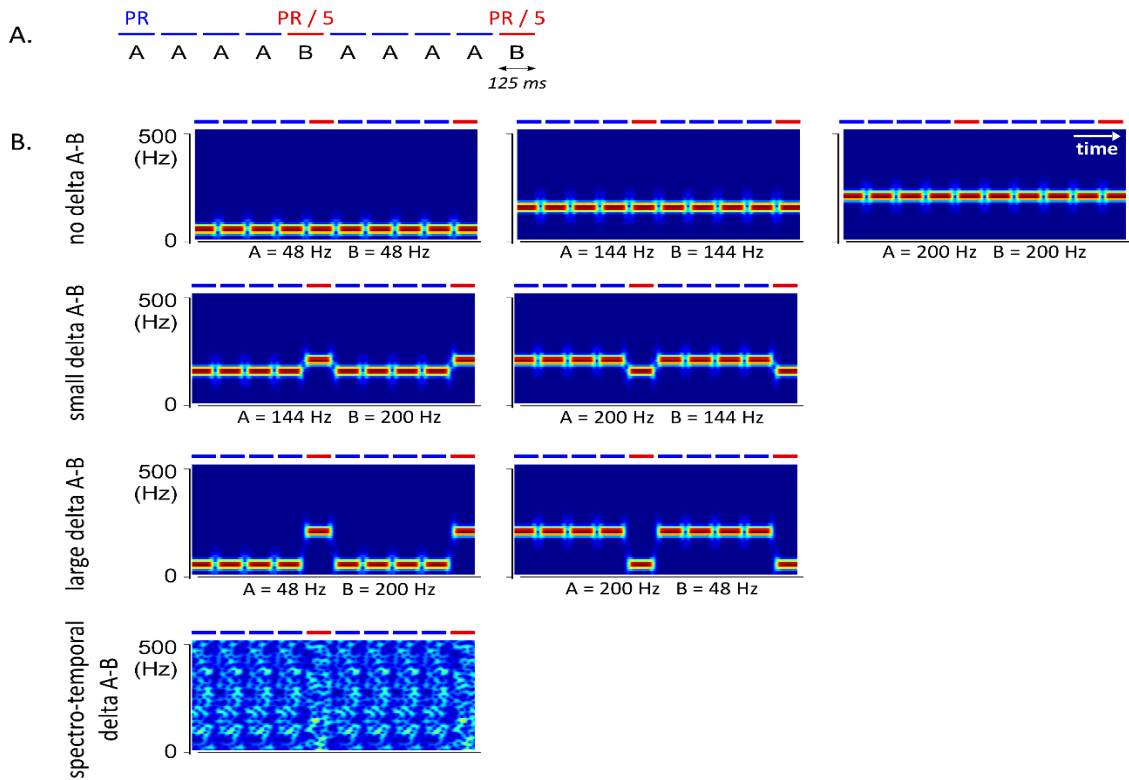 A.
PR PR / 5 PR / 5
A A A A B A A A A B
125 ms
B.
no delta A-B
500
(Hz)
0
time
A = 48 Hz B = 48 Hz
A = 144 Hz B = 144 Hz
A = 200 Hz B = 200 Hz
small delta A-B
500
(Hz)
0
A = 144 Hz B = 200 Hz
A = 200 Hz B = 144 Hz
large delta A-B
500
(Hz)
0
A = 48 Hz B = 200 Hz
A = 200 Hz B = 48 Hz
spectro-temporal
delta A-B
500
(Hz)
0